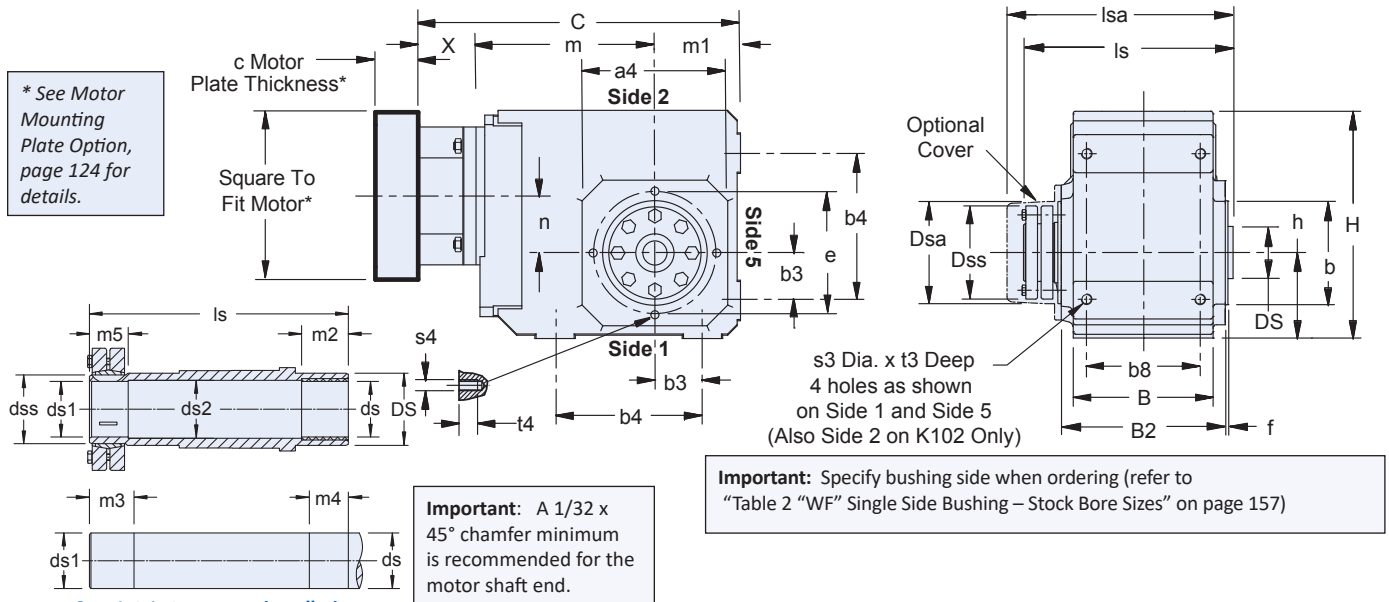 C
X
m
m1
c Motor
Plate Thickness*
a4
Side 2
* See Motor
Mounting
Plate Option,
page 124 for
details.
Square To
Fit Motor*
n
b4
e
b3
Side 5
Side 1
b3
b4
s4
t4
lsa
ls
Optional
Cover
Dsa
Dss
h
H
b
DS
s3 Dia. x t3 Deep
4 holes as shown
on Side 1 and Side 5
(Also Side 2 on K102 Only)
b8
B
B2
f
ls
m5
m2
dss
ds1
ds2
ds
DS
m3
m4
ds1
ds
Important: A 1/32 x
45° chamfer minimum
is recommended for the
motor shaft end.
Important: Specify bushing side when ordering (refer to
“Table 2 “WF” Single Side Bushing – Stock Bore Sizes” on page 157)